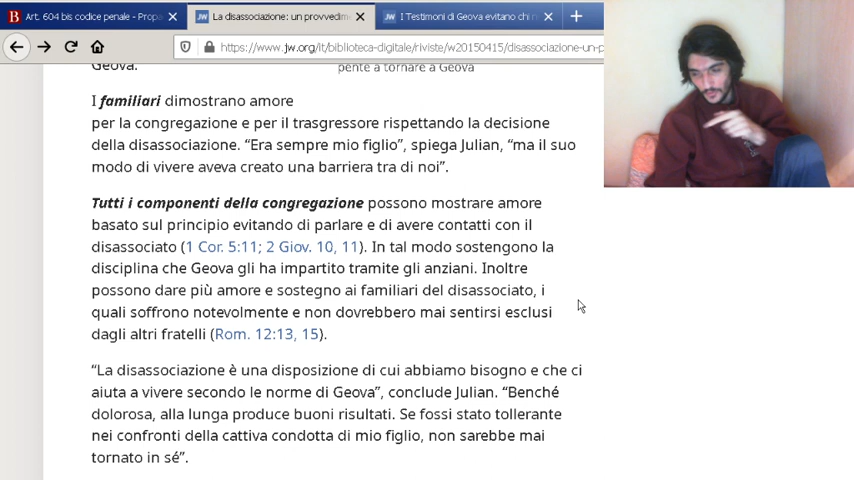 Art. 604 bis codice penale - Propa
La disassociazione: un provvedim
I Testimoni di Geova evitano chi
https://www.jw.org/it/biblioteca-digitale/riviste/w20150415/disassociazione-un-p
Geova.
pente a tornare a Geova
I familiari dimostrano amore
per la congregazione e per il trasgressore rispettando la decisione
della disassociazione. “Era sempre mio figlio”, spiega Julian, “ma il suo
modo di vivere aveva creato una barriera tra di noi”.
Tutti i componenti della congregazione possono mostrare amore
basato sul principio evitando di parlare e di avere contatti con il
disassociato (1 Cor. 5:11; 2 Giov. 10, 11). In tal modo sostengono la
disciplina che Geova gli ha impartito tramite gli anziani. Inoltre
possono dare più amore e sostegno ai familiari del disassociato, i
quali soffrono notevolmente e non dovrebbero mai sentirsi esclusi
dagli altri fratelli (Rom. 12:13, 15).
“La disassociazione è una disposizione di cui abbiamo bisogno e che ci
aiuta a vivere secondo le norme di Geova”, conclude Julian. “Benché
dolorosa, alla lunga produce buoni risultati. Se fossi stato tollerante
nei confronti della cattiva condotta di mio figlio, non sarebbe mai
tornato in sé”.